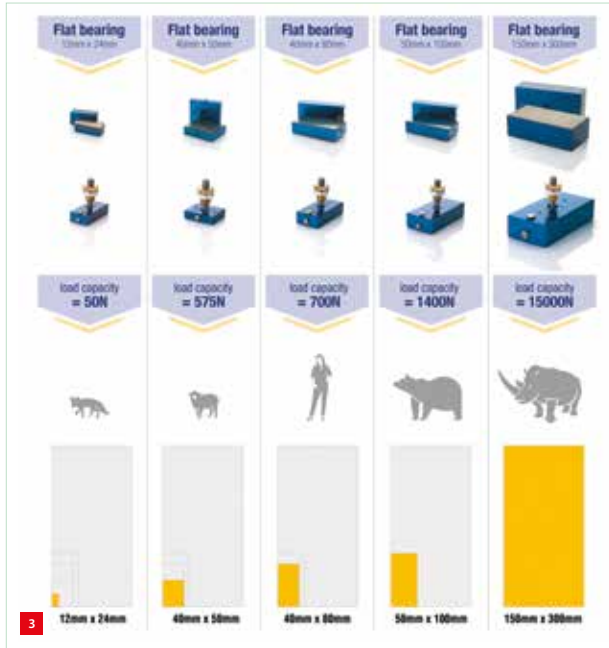 Flat bearing
12mm x 24mm
Flat bearing
40mm x 50mm
Flat bearing
40mm x 80mm
Flat bearing
50mm x 100mm
Flat bearing
150mm x 300mm
load capacity
= 50N
load capacity
= 575N
load capacity
= 700N
load capacity
= 1400N
load capacity
= 15000N
12mm x 24mm
40mm x 50mm
40mm x 80mm
50mm x 100mm
150mm x 300mm
3